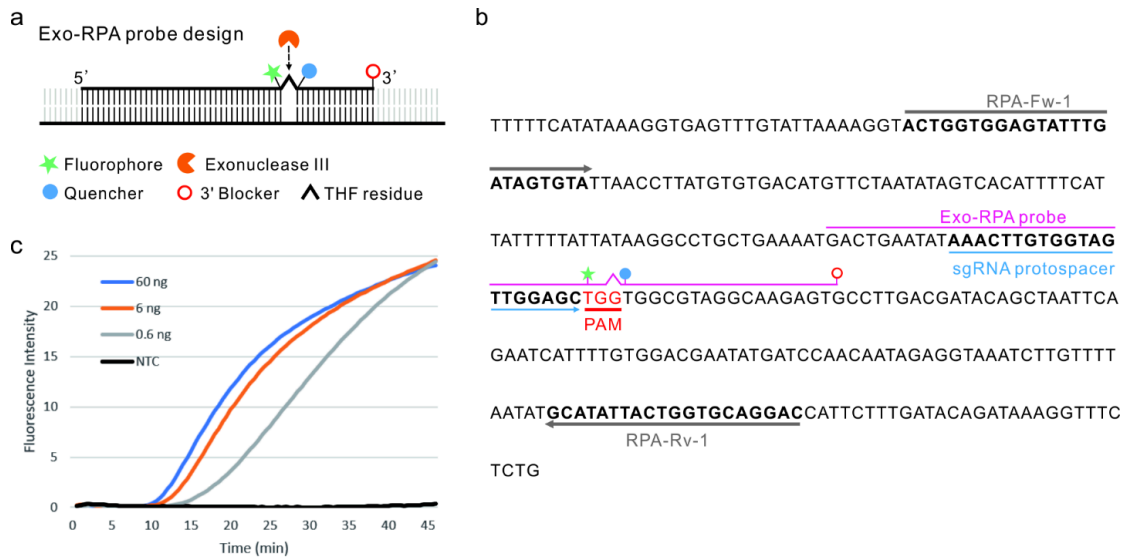 a
Exo-RPA probe design
5’
3’
Fluorophore
Exonuclease III
Quencher
3' Blocker
THF residue
b
RPA-Fw-1
TTTTTCATATAAAGGTGAGTTTGTATTAAAAGGTACTGGTGGAGTATTTG
ATAGTGTATTAACCTTATGTGTGACATGTTCTAATATAGTCACATTTTCAT
Exo-RPA probe
TATTTTTATTATAAGGCCTGCTGAAAATGACTGAATATAAACTTGTGGTAG
sgRNA protospacer
TTGGAGCTGGTGGCGTAGGCAAGAGTGCCTTGACGATACAGCTAATTCA
PAM
GAATCATTTTGTGGACGAATATGATCCAACAATAGAGGTAAATCTTGTTTT
AATATGCATATTACTGGTGCAGGACCATTCTTTGATACAGATAAAGGTTTC
RPA-Rv-1
TCTG
c
Fluorescence Intensity
25
20
15
10
5
0
60 ng
6 ng
0.6 ng
NTC
0 5 10 15 20 25 30 35 40 45
Time (min)